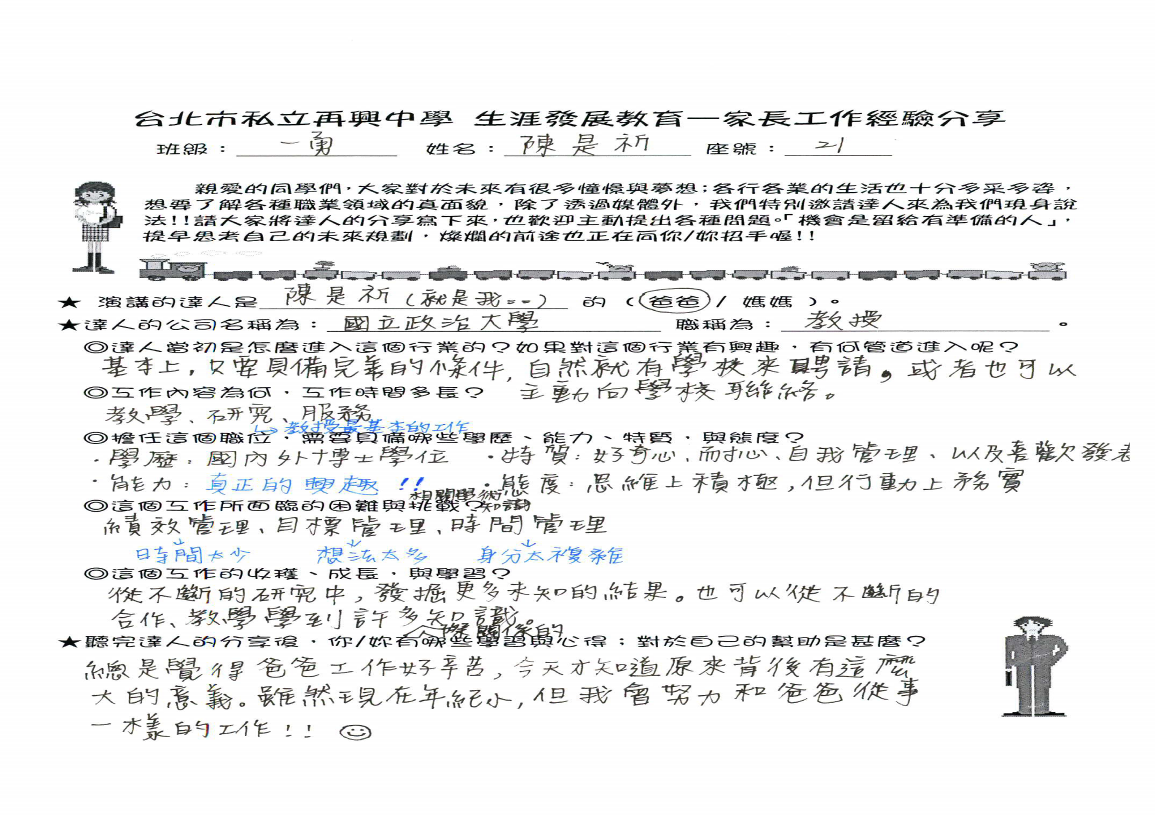 台北市私立再興中學 生涯發展教育—家長工作經驗分享
班級：一勇 姓名：陳是祈 座號：21
親愛的同學們，大家對於未來有很多憧憬與夢想；各行各業的生活也十分多采多姿，
想尋了解各種職業領域的真面貌，除了透過媒體外，我們特別邀請達人來為我們現身說
法！！請大家將達人的分享寫下來，也歡迎主動提出各種問題。「機會是留給有準備的人」，
提早思考自己的未來規劃，燦爛的前途也正在向你/妳招手喔！！
★ 演講的達人是 陳是祈（就是我==） 的（爸爸 / 媽媽）。
★達人的公司名稱為：國立政治大學 職稱為：教授。
◎達人當初是怎麼進入這個行業的？如果對這個行業有興趣，有何管道進入呢？
基本上，只要具備完善的條件，自然就有學校來聘請。或者也可以
主動向學校聯絡。
◎工作內容為何，工作時間多長？
教學、研究、服務
↳教授最基本的工作
◎擔任這個職位，需要具備哪些學歷、能力、特質，與態度？
·學歷：國內外博士學位 ·特質：好奇心、耐心、自我管理、以及喜歡發表
·能力：真正的興趣!! ·態度：思維上積極，但行動上務實
相關學術
知識
◎這個工作所面臨的困難與挑戰？
績效管理、目標管理、時間管理
時間太少 想法太多 身分太複雜
◎這個工作的收穫、成長，與學習？
從不斷的研究中，發掘更多未知的結果。也可以從不斷的
合作、教學學到許多知識。
人際關係的
★聽完達人的分享後，你/妳有哪些學習與心得；對於自己的幫助是甚麼？
總是覺得爸爸工作好辛苦，今天才知道原來背後有這麼
大的意義。雖然現在年紀小，但我會努力和爸爸從事
一樣的工作!! ☺